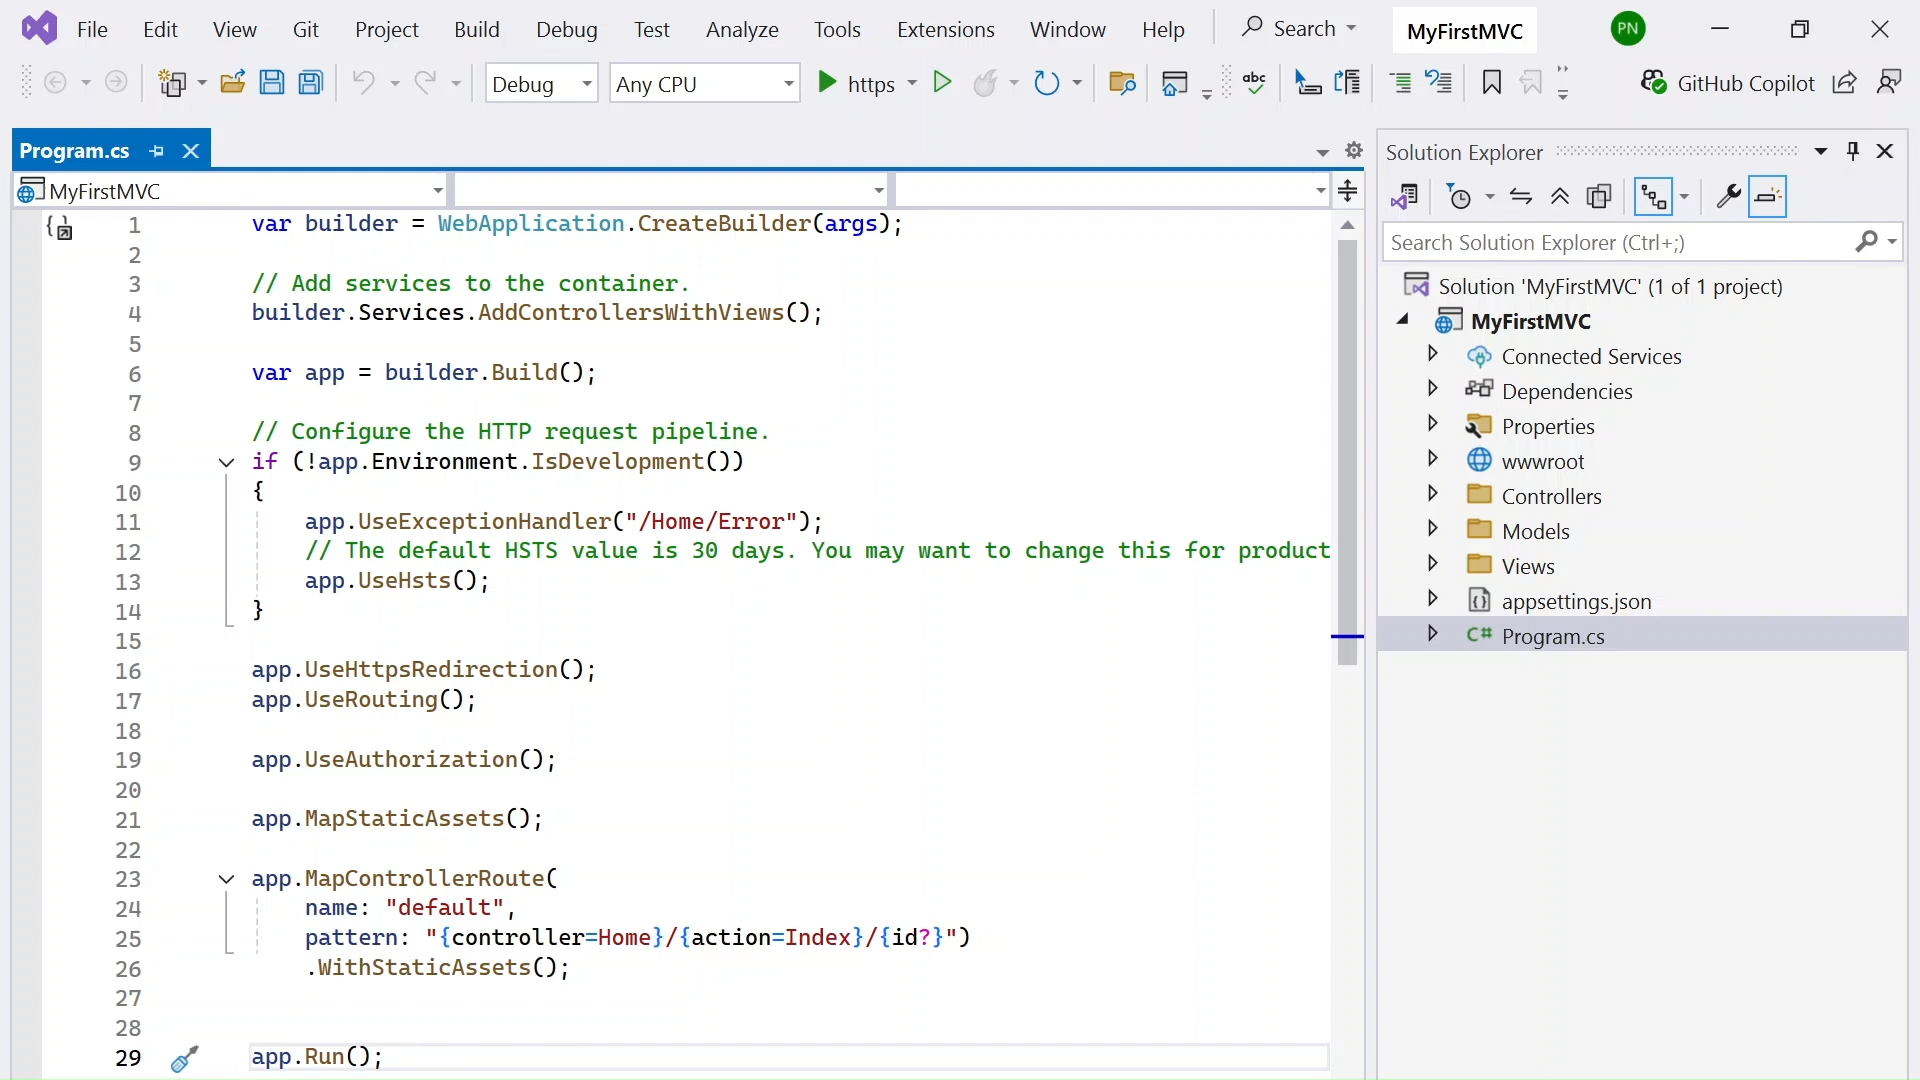 File Edit View Git Project Build Debug Test Analyze Tools Extensions Window Help Search MyFirstMVC PN
Debug Any CPU https abc GitHub Copilot
Program.cs
MyFirstMVC
1 var builder = WebApplication.CreateBuilder(args);
2
3 // Add services to the container.
4 builder.Services.AddControllersWithViews();
5
6 var app = builder.Build();
7
8 // Configure the HTTP request pipeline.
9 if (!app.Environment.IsDevelopment())
10 {
11 app.UseExceptionHandler("/Home/Error");
12 // The default HSTS value is 30 days. You may want to change this for product
13 app.UseHsts();
14 }
15
16 app.UseHttpsRedirection();
17 app.UseRouting();
18
19 app.UseAuthorization();
20
21 app.MapStaticAssets();
22
23 app.MapControllerRoute(
24 name: "default",
25 pattern: "{controller=Home}/{action=Index}/{id?}")
26 .WithStaticAssets();
27
28
29 app.Run();
Solution Explorer
Search Solution Explorer (Ctrl+;)
Solution 'MyFirstMVC' (1 of 1 project)
MyFirstMVC
Connected Services
Dependencies
Properties
wwwroot
Controllers
Models
Views
appsettings.json
C# Program.cs